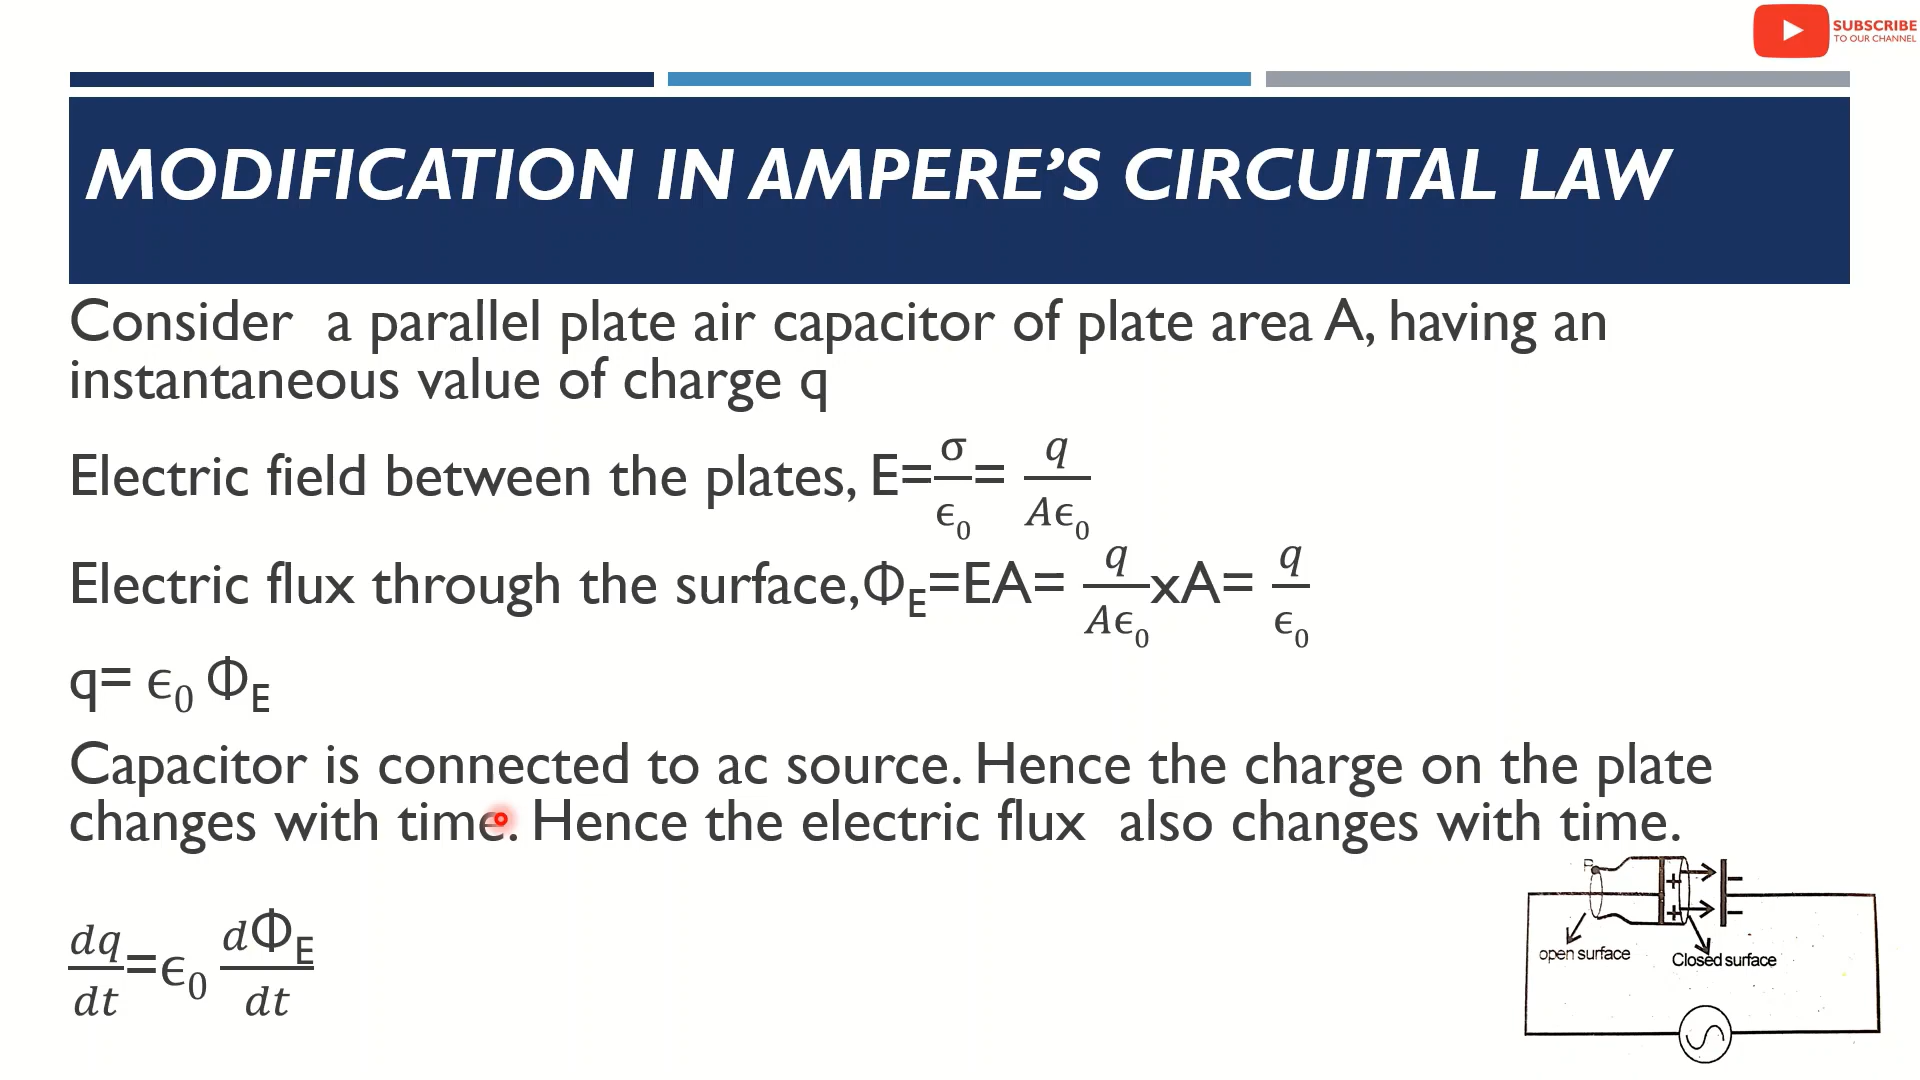 SUBSCRIBE
TO OUR CHANNEL
MODIFICATION IN AMPERE’S CIRCUITAL LAW
Consider a parallel plate air capacitor of plate area A, having an
instantaneous value of charge q
Electric field between the plates, E=σ/ϵ₀= q/Aϵ₀
Electric flux through the surface,Φ_E=EA= q/Aϵ₀xA= q/ϵ₀
q= ϵ₀ Φ_E
Capacitor is connected to ac source. Hence the charge on the plate
changes with time. Hence the electric flux also changes with time.
dq/dt=ϵ₀ dΦ_E/dt
P
+ −
+ −
open surface
Closed surface